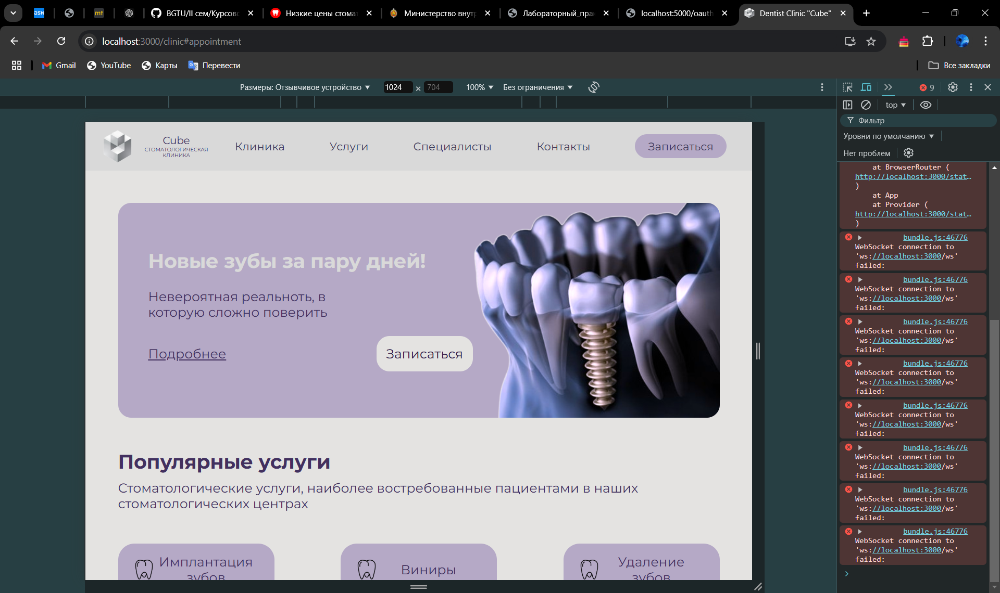 DSM
mt
BGTU/II сем/Курсово
Низкие цены стомат
Министерство внутр
Лабораторный_пра
localhost:5000/oauth
Dentist Clinic "Cube"
localhost:3000/clinic#appointment
Gmail
YouTube
Карты
Перевести
Все закладки
Размеры: Отзывчивое устройство
1024
×
704
100%
Без ограничения
9
top
Фильтр
Уровни по умолчанию
Нет проблем
Cube
СТОМАТОЛОГИЧЕСКАЯ
КЛИНИКА
Клиника
Услуги
Специалисты
Контакты
Записаться
Новые зубы за пару дней!
Невероятная реальноть, в
которую сложно поверить
Подробнее
Записаться
Популярные услуги
Стоматологические услуги, наиболее востребованные пациентами в наших
стоматологических центрах
Имплантация
зубов
Виниры
Удаление
зубов
at BrowserRouter (
http://localhost:3000/stat…
)
at App
at Provider (
http://localhost:3000/stat…
)
bundle.js:46776
WebSocket connection to
'ws://localhost:3000/ws'
failed:
bundle.js:46776
WebSocket connection to
'ws://localhost:3000/ws'
failed:
bundle.js:46776
WebSocket connection to
'ws://localhost:3000/ws'
failed:
bundle.js:46776
WebSocket connection to
'ws://localhost:3000/ws'
failed:
bundle.js:46776
WebSocket connection to
'ws://localhost:3000/ws'
failed:
bundle.js:46776
WebSocket connection to
'ws://localhost:3000/ws'
failed:
bundle.js:46776
WebSocket connection to
'ws://localhost:3000/ws'
failed:
bundle.js:46776
WebSocket connection to
'ws://localhost:3000/ws'
failed: